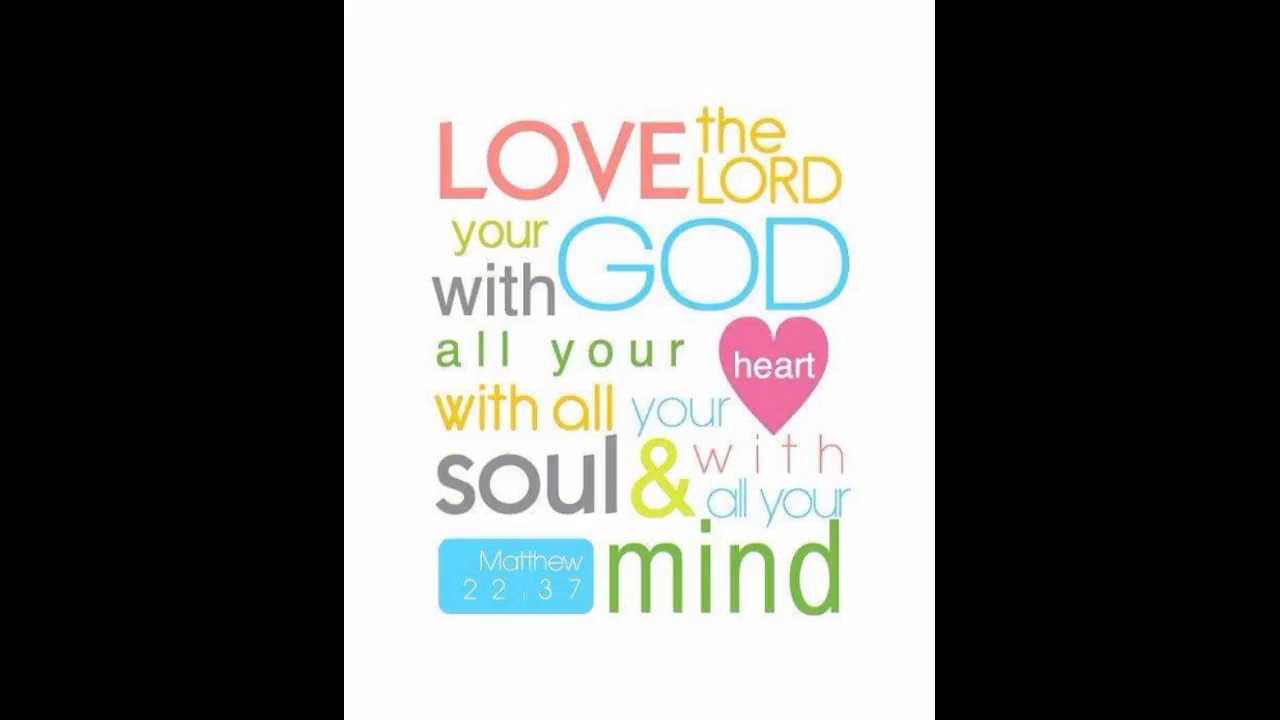 LOVE the
LORD
your GOD
with
all your heart
with all your
soul & with
all your
mind
Matthew
22.37